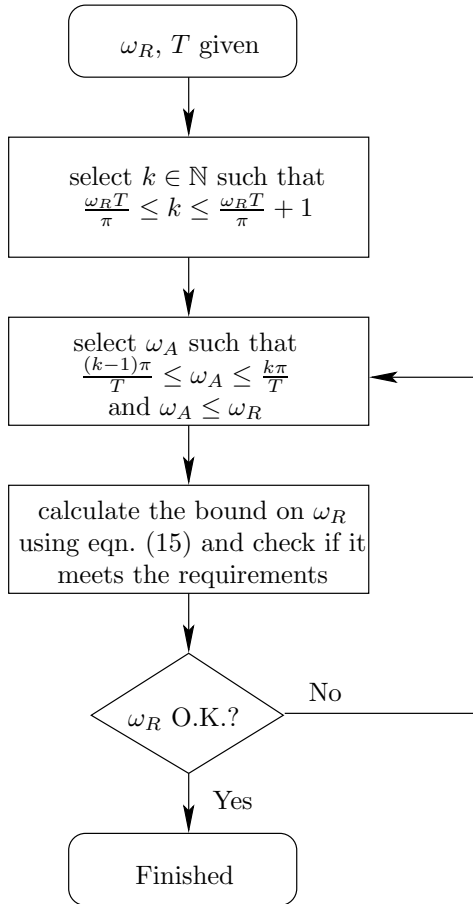 ω_R, T given
select k ∈ ℕ such that
ω_R T/π ≤ k ≤ ω_R T/π + 1
select ω_A such that
(k−1)π/T ≤ ω_A ≤ kπ/T
and ω_A ≤ ω_R
calculate the bound on ω_R
using eqn. (15) and check if it
meets the requirements
No
ω_R O.K.?
Yes
Finished